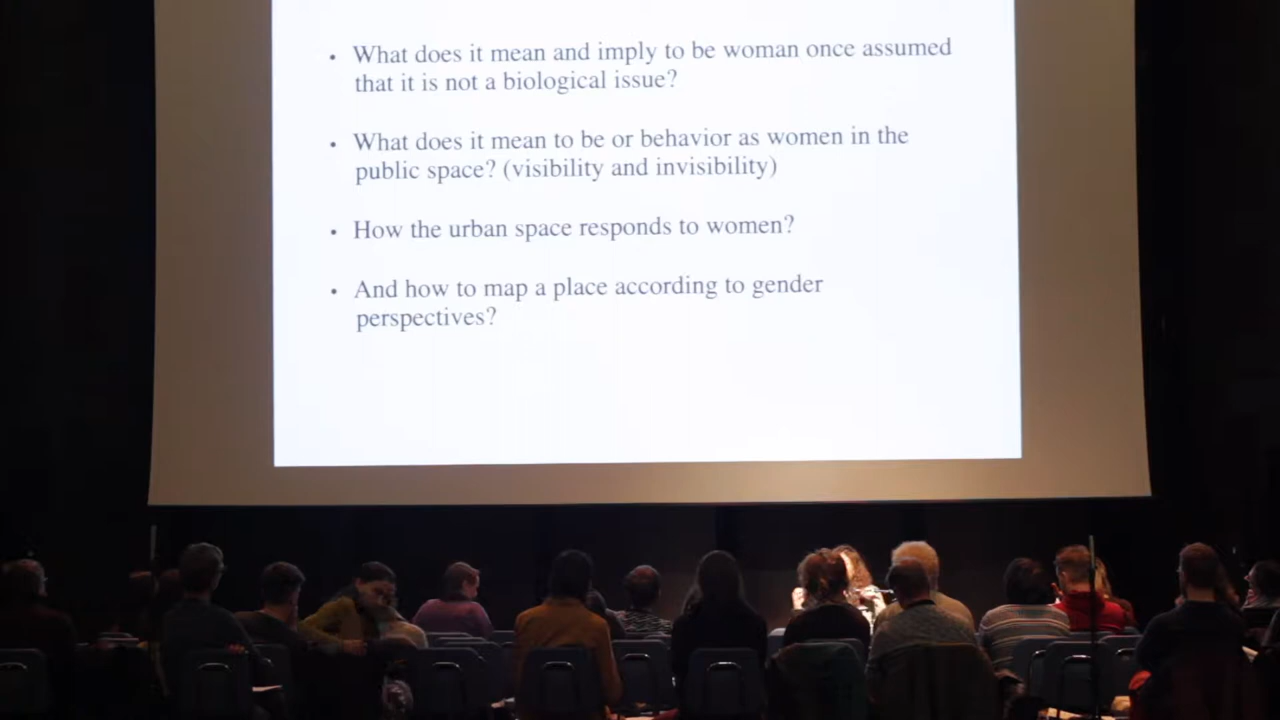 • What does it mean and imply to be woman once assumed
that it is not a biological issue?
• What does it mean to be or behavior as women in the
public space? (visibility and invisibility)
• How the urban space responds to women?
• And how to map a place according to gender
perspectives?